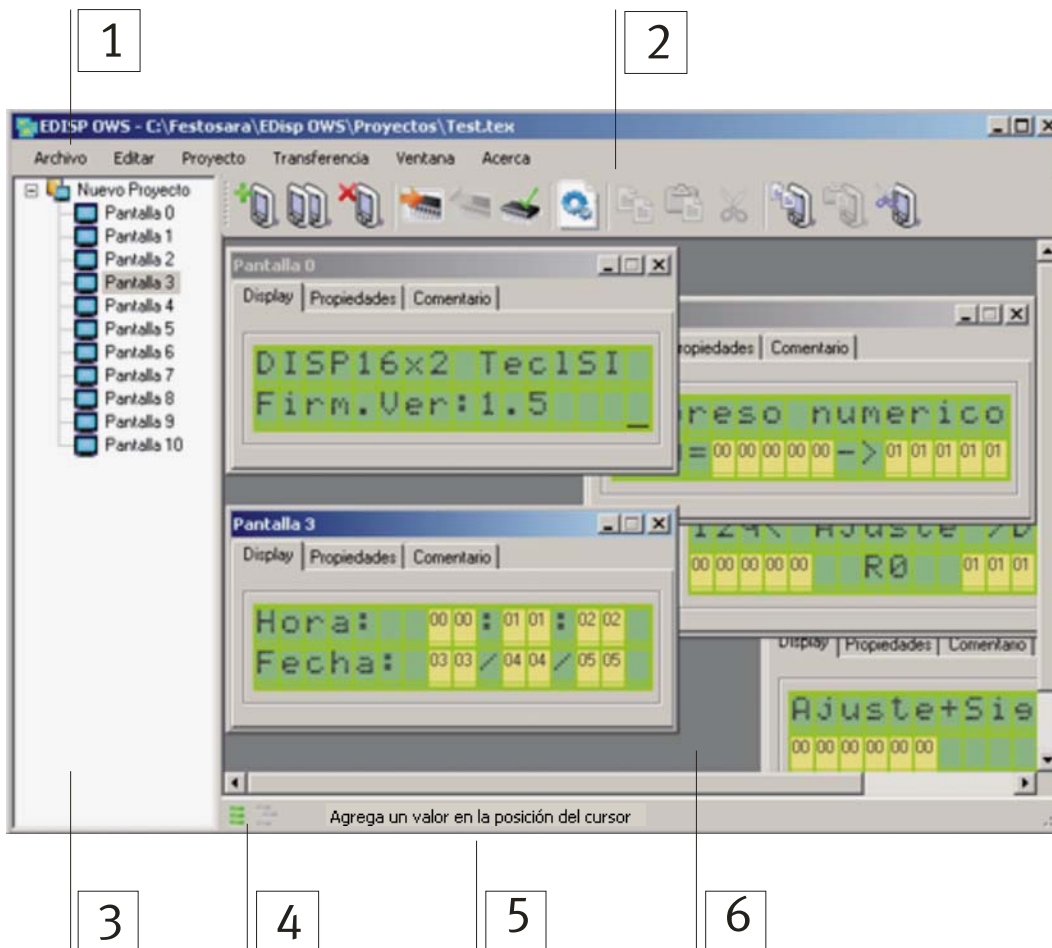 1
2
EDISP OWS - C:\Festosara\EDisp OWS\Proyectos\Test.tex
Archivo Editar Proyecto Transferencia Ventana Acerca
Nuevo Proyecto
Pantalla 0
Pantalla 1
Pantalla 2
Pantalla 3
Pantalla 4
Pantalla 5
Pantalla 6
Pantalla 7
Pantalla 8
Pantalla 9
Pantalla 10
Pantalla 0
Display Propiedades Comentario
DISP16x2 TeclSI
Firm.Ver:1.5 _
ropiedades Comentario
reso numerico
=00 00 00 00 00 -> 01 01 01 01 01
Ajuste /D
00 00 00 00 00 R0 01 01 01
Pantalla 3
Display Propiedades Comentario
Hora: 00 00 : 01 01 : 02 02
Fecha: 03 03 / 04 04 / 05 05
Display Propiedades Comentario
Ajuste+Sig
00 00 00 00 00 00
Agrega un valor en la posición del cursor
3
4
5
6